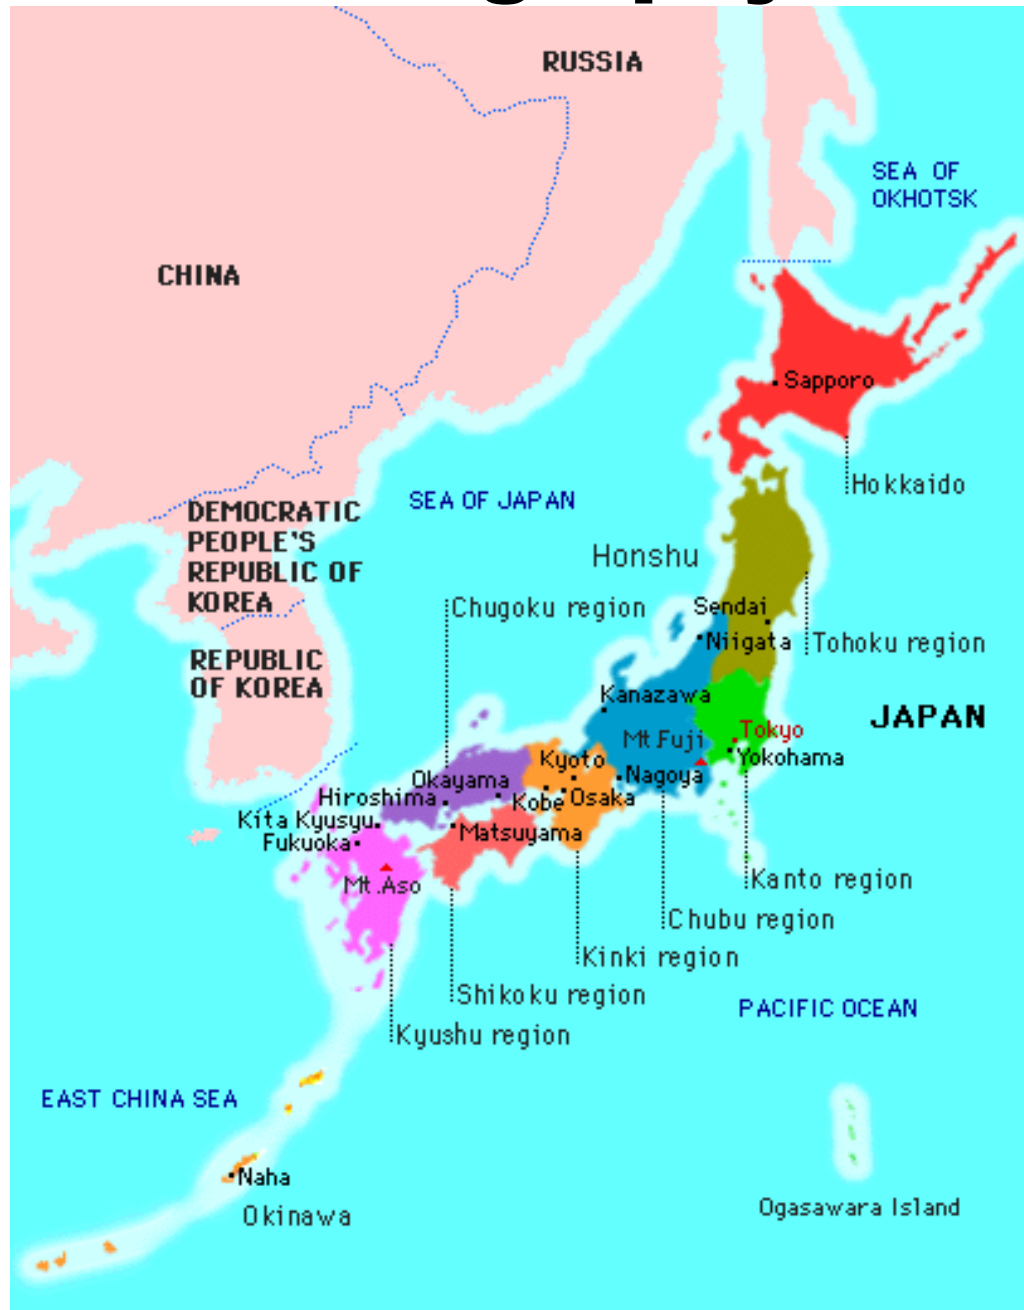 RUSSIA
SEA OF
OKHOTSK
CHINA
Sapporo
Hokkaido
SEA OF JAPAN
DEMOCRATIC
PEOPLE'S
REPUBLIC OF
KOREA
Honshu
Chugoku region
Sendai
Niigata
Tohoku region
REPUBLIC
OF KOREA
Kanazawa
JAPAN
Tokyo
Mt.Fuji
Yokohama
Kyoto
Nagoya
Okayama
Hiroshima
Kobe
Osaka
Kita Kyusyu
Matsuyama
Fukuoka
Mt.Aso
Kanto region
Chubu region
Kinki region
Shikoku region
PACIFIC OCEAN
Kyushu region
EAST CHINA SEA
Naha
Okinawa
Ogasawara Island